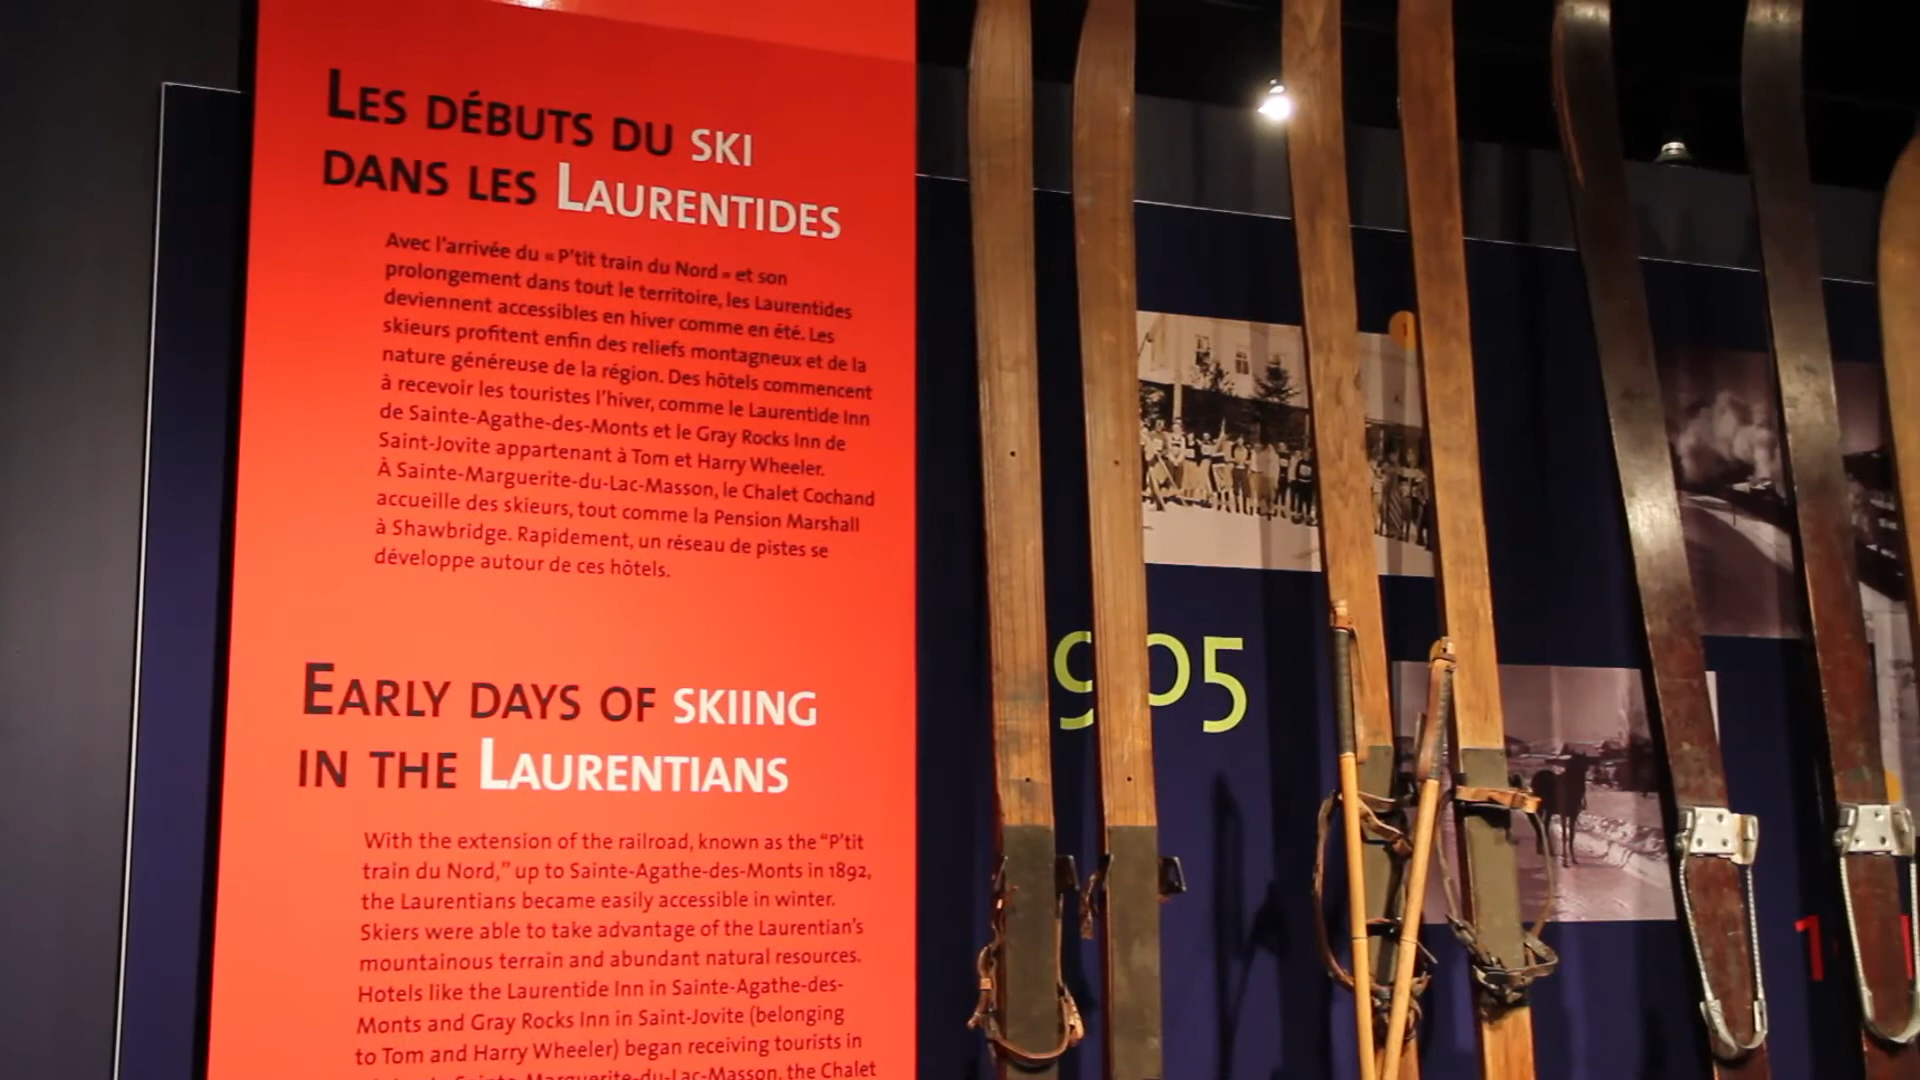 Les débuts du ski
dans les Laurentides
Avec l'arrivée du « P'tit train du Nord » et son
prolongement dans tout le territoire, les Laurentides
deviennent accessibles en hiver comme en été. Les
skieurs profitent enfin des reliefs montagneux et de la
nature généreuse de la région. Des hôtels commencent
à recevoir les touristes l'hiver, comme le Laurentide Inn
de Sainte-Agathe-des-Monts et le Gray Rocks Inn de
Saint-Jovite appartenant à Tom et Harry Wheeler.
À Sainte-Marguerite-du-Lac-Masson, le Chalet Cochand
accueille des skieurs, tout comme la Pension Marshall
à Shawbridge. Rapidement, un réseau de pistes se
développe autour de ces hôtels.
Early days of skiing
in the Laurentians
With the extension of the railroad, known as the “P'tit
train du Nord,” up to Sainte-Agathe-des-Monts in 1892,
the Laurentians became easily accessible in winter.
Skiers were able to take advantage of the Laurentian's
mountainous terrain and abundant natural resources.
Hotels like the Laurentide Inn in Sainte-Agathe-des-
Monts and Gray Rocks Inn in Saint-Jovite (belonging
to Tom and Harry Wheeler) began receiving tourists in
Sainte-Marguerite-du-Lac-Masson, the Chalet
905
1